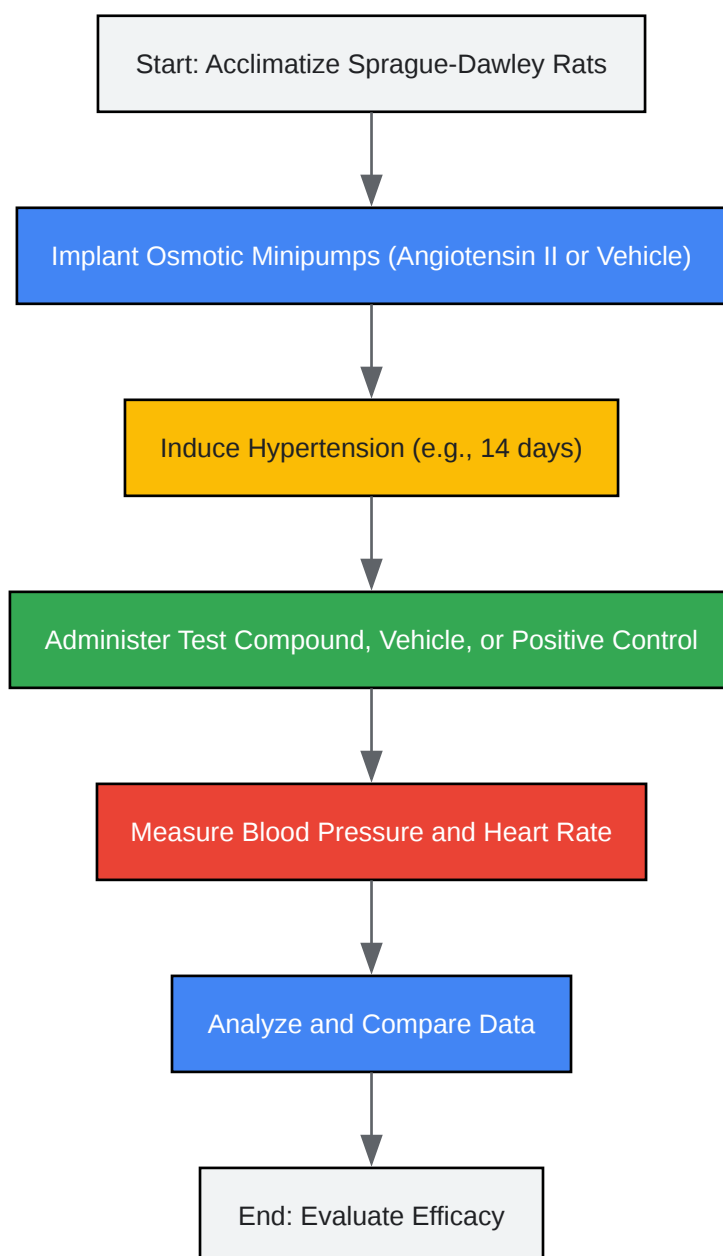 Start: Acclimatize Sprague-Dawley Rats
Implant Osmotic Minipumps (Angiotensin II or Vehicle)
Induce Hypertension (e.g., 14 days)
Administer Test Compound, Vehicle, or Positive Control
Measure Blood Pressure and Heart Rate
Analyze and Compare Data
End: Evaluate Efficacy